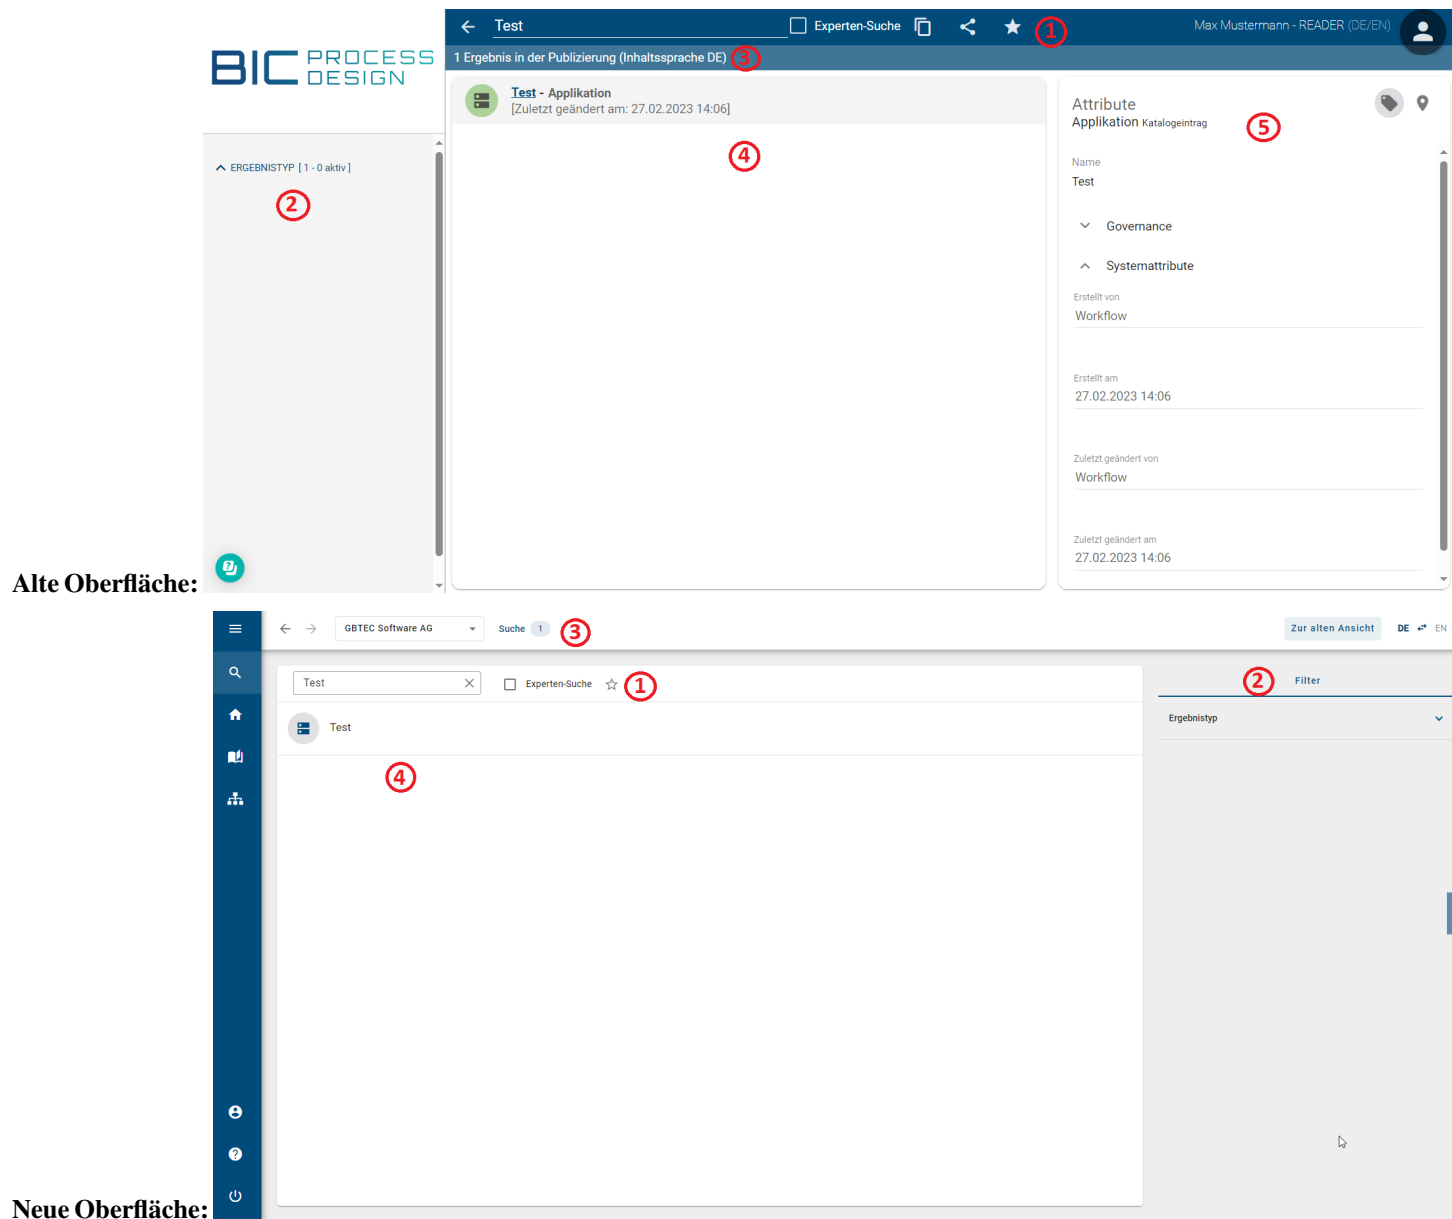 Test
Experten-Suche
1
Max Mustermann - READER (DE/EN)
BIC PROCESS
DESIGN
1 Ergebnis in der Publizierung (Inhaltssprache DE)
3
Test - Applikation
[Zuletzt geändert am: 27.02.2023 14:06]
4
Attribute
Applikation Katalogeintrag
5
ERGEBNISTYP [ 1 - 0 aktiv ]
2
Name
Test
Governance
Systemattribute
Erstellt von
Workflow
Erstellt am
27.02.2023 14:06
Zuletzt geändert von
Workflow
Zuletzt geändert am
27.02.2023 14:06
Alte Oberfläche:
GBTEC Software AG
Suche 1
3
Zur alten Ansicht
DE
EN
Test
Experten-Suche
1
2
Filter
Test
Ergebnistyp
4
Neue Oberfläche: